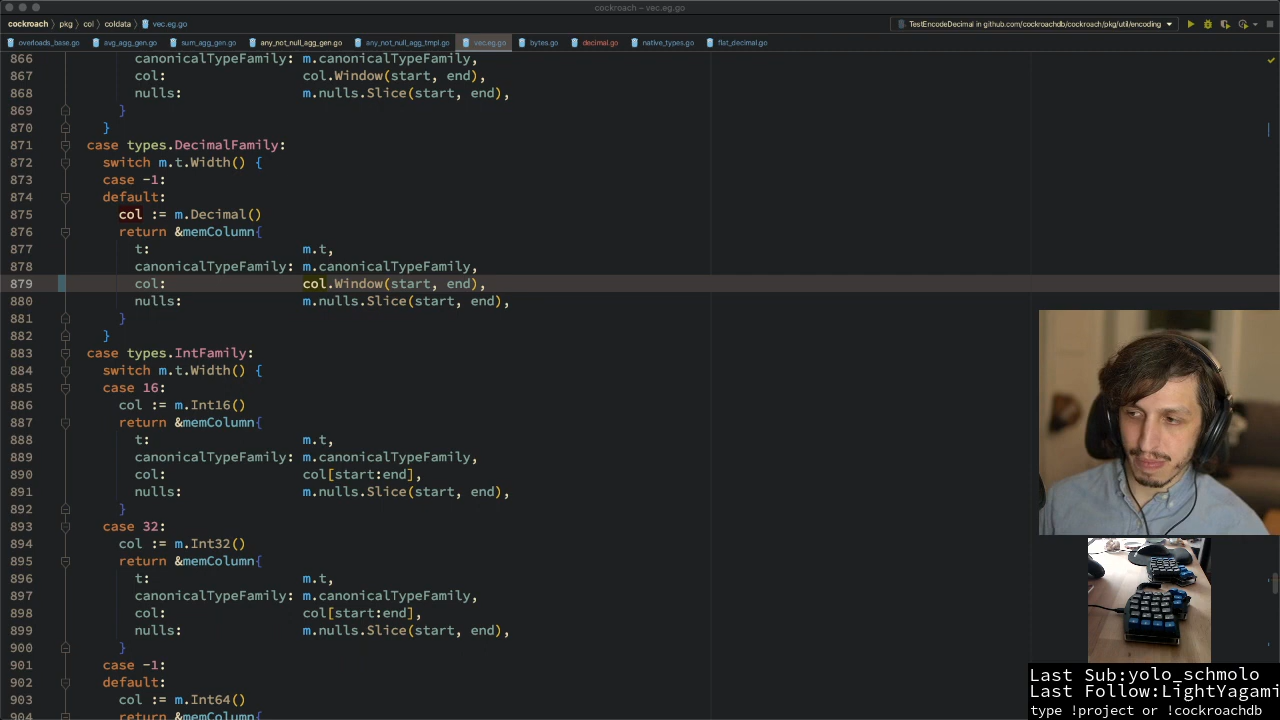 cockroach – vec.eg.go
cockroach pkg col coldata vec.eg.go
TestEncodeDecimal in github.com/cockroachdb/cockroach/pkg/util/encoding
overloads_base.go avg_agg_gen.go sum_agg_gen.go any_not_null_agg_gen.go any_not_null_agg_tmpl.go vec.eg.go bytes.go decimal.go native_types.go flat_decimal.go
866 canonicalTypeFamily: m.canonicalTypeFamily,
867 col: col.Window(start, end),
868 nulls: m.nulls.Slice(start, end),
869 }
870 }
871 case types.DecimalFamily:
872 switch m.t.Width() {
873 case -1:
874 default:
875 col := m.Decimal()
876 return &memColumn{
877 t: m.t,
878 canonicalTypeFamily: m.canonicalTypeFamily,
879 col: col.Window(start, end),
880 nulls: m.nulls.Slice(start, end),
881 }
882 }
883 case types.IntFamily:
884 switch m.t.Width() {
885 case 16:
886 col := m.Int16()
887 return &memColumn{
888 t: m.t,
889 canonicalTypeFamily: m.canonicalTypeFamily,
890 col: col[start:end],
891 nulls: m.nulls.Slice(start, end),
892 }
893 case 32:
894 col := m.Int32()
895 return &memColumn{
896 t: m.t,
897 canonicalTypeFamily: m.canonicalTypeFamily,
898 col: col[start:end],
899 nulls: m.nulls.Slice(start, end),
900 }
901 case -1:
902 default:
903 col := m.Int64()
904 return &memColumn{
Last Sub:yolo_schmolo
Last Follow:LightYagami
type !project or !cockroachdb